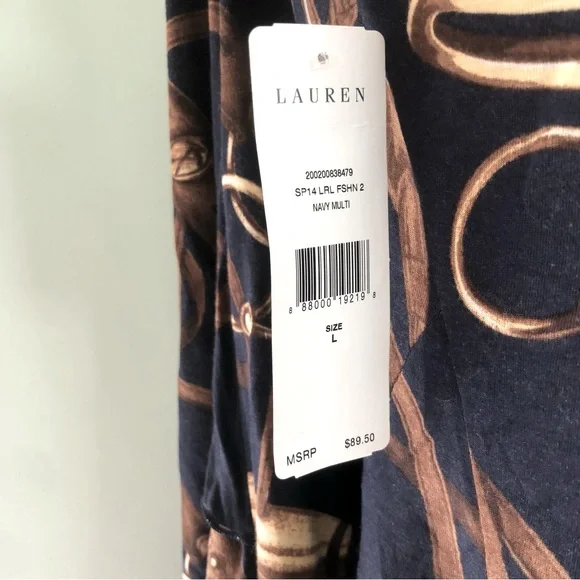 LAUREN
200200838479
SP14 LRL FSHN 2
NAVY MULTI
8 88000 19219 8
SIZE
L
MSRP $89.50